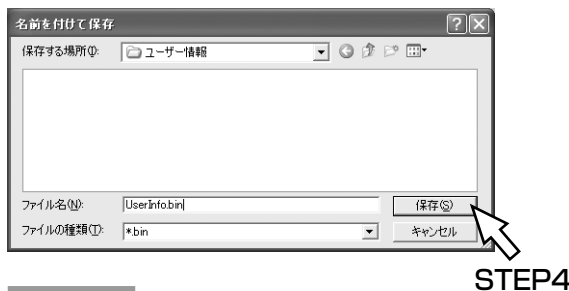 名前を付けて保存
保存する場所(I):
ユーザー情報
ファイル名(N):
UserInfo.bin
保存(S)
ファイルの種類(T):
*.bin
キャンセル
STEP4